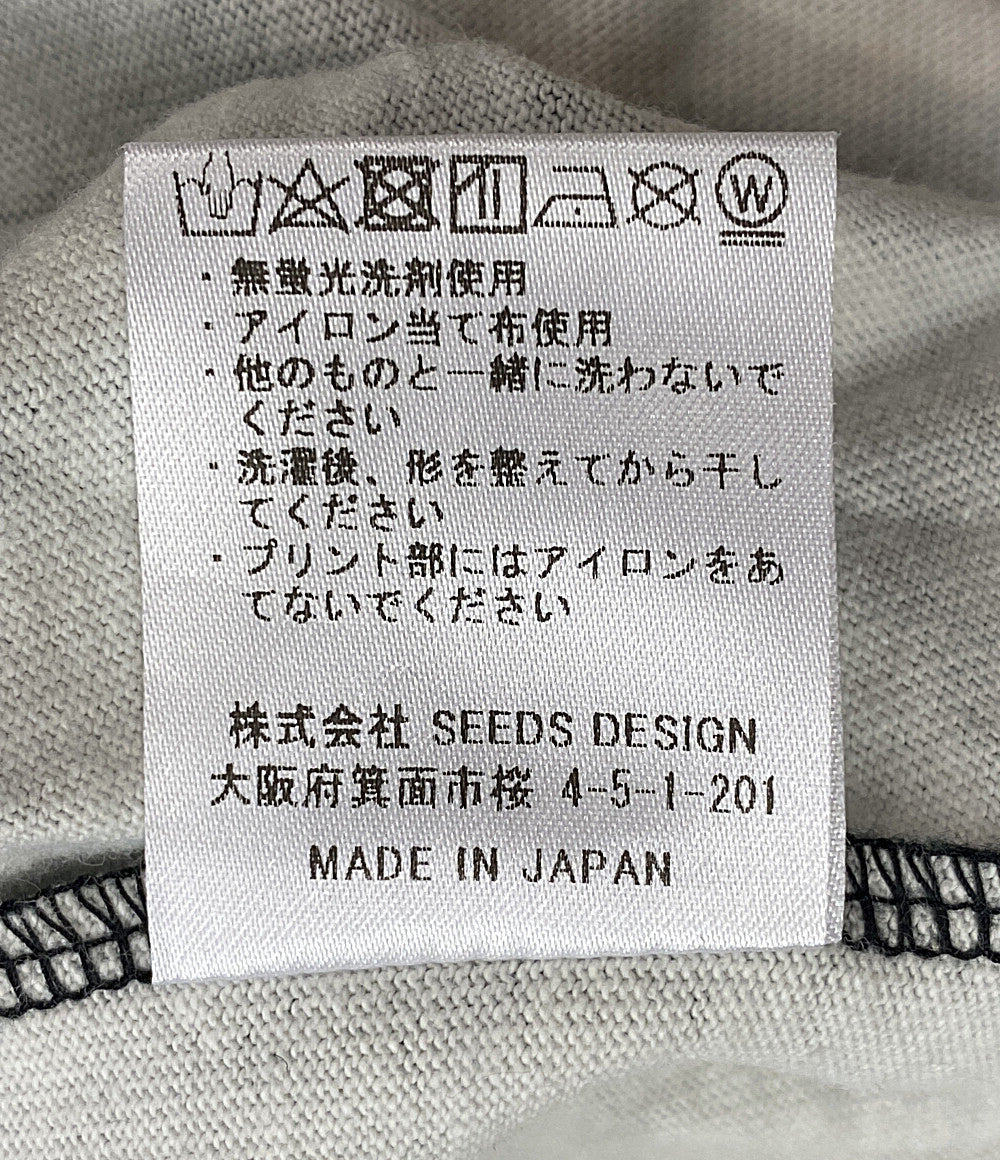 W
・無蛍光洗剤使用
・アイロン当て布使用
・他のものと一緒に洗わないで
ください
・洗濯後、形を整えてから干し
てください
・プリント部にはアイロンをあ
てないでください
株式会社 SEEDS DESIGN
大阪府箕面市桜 4-5-1-201
MADE IN JAPAN